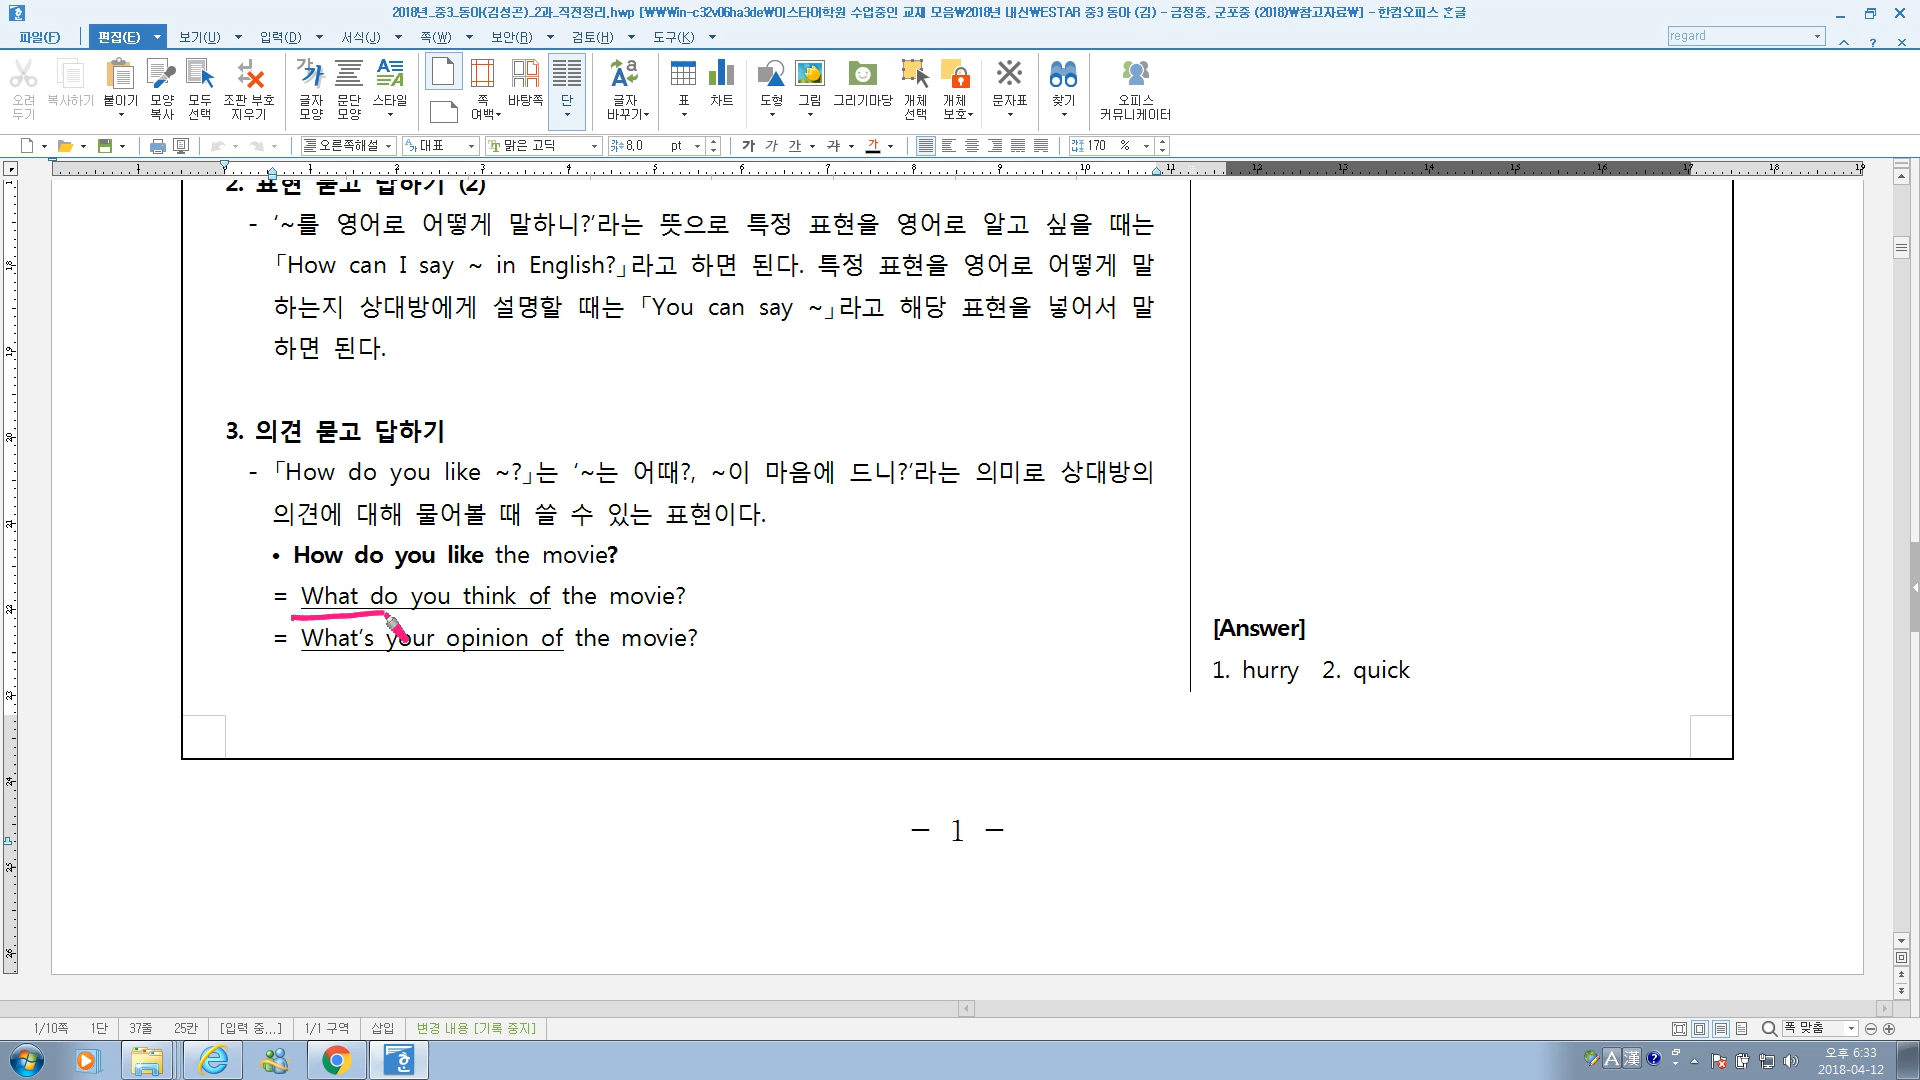 2018년_중3_동아(김성곤)_2과_직전정리.hwp [₩₩Win-c32v06ha3de₩이스타어학원 수업중인 교재 모음₩2018년 내신₩ESTAR 중3 동아 (김) - 금정중, 군포중 (2018)₩참고자료₩] - 한컴오피스 흔글
파일(F) 편집(E) 보기(U) 입력(D) 서식(J) 쪽(W) 보안(R) 검토(H) 도구(K) regard
오려 두기 복사하기 붙이기 모양 복사 모두 선택 조판 부호 지우기 글자 모양 문단 모양 스타일 쪽 여백 바탕쪽 단 글자 바꾸기 표 차트 도형 그림 그리기마당 개체 선택 개체 보호 문자표 찾기 오피스 커뮤니케이터
오른쪽해설 대표 맑은 고딕 8,0 pt 가 가 가 가 가 170 %
2. 표현 묻고 답하기 (2)
- ‘~를 영어로 어떻게 말하니?’라는 뜻으로 특정 표현을 영어로 알고 싶을 때는
「How can I say ~ in English?」라고 하면 된다. 특정 표현을 영어로 어떻게 말
하는지 상대방에게 설명할 때는 「You can say ~」라고 해당 표현을 넣어서 말
하면 된다.
3. 의견 묻고 답하기
- 「How do you like ~?」는 ‘~는 어때?, ~이 마음에 드니?’라는 의미로 상대방의
의견에 대해 물어볼 때 쓸 수 있는 표현이다.
• How do you like the movie?
= What do you think of the movie?
= What’s your opinion of the movie?
[Answer]
1. hurry 2. quick
- 1 -
1/10쪽 1단 37줄 25칸 [입력 중...] 1/1 구역 삽입 변경 내용 [기록 중지] 폭 맞춤
A 漢 오후 6:33
2018-04-12